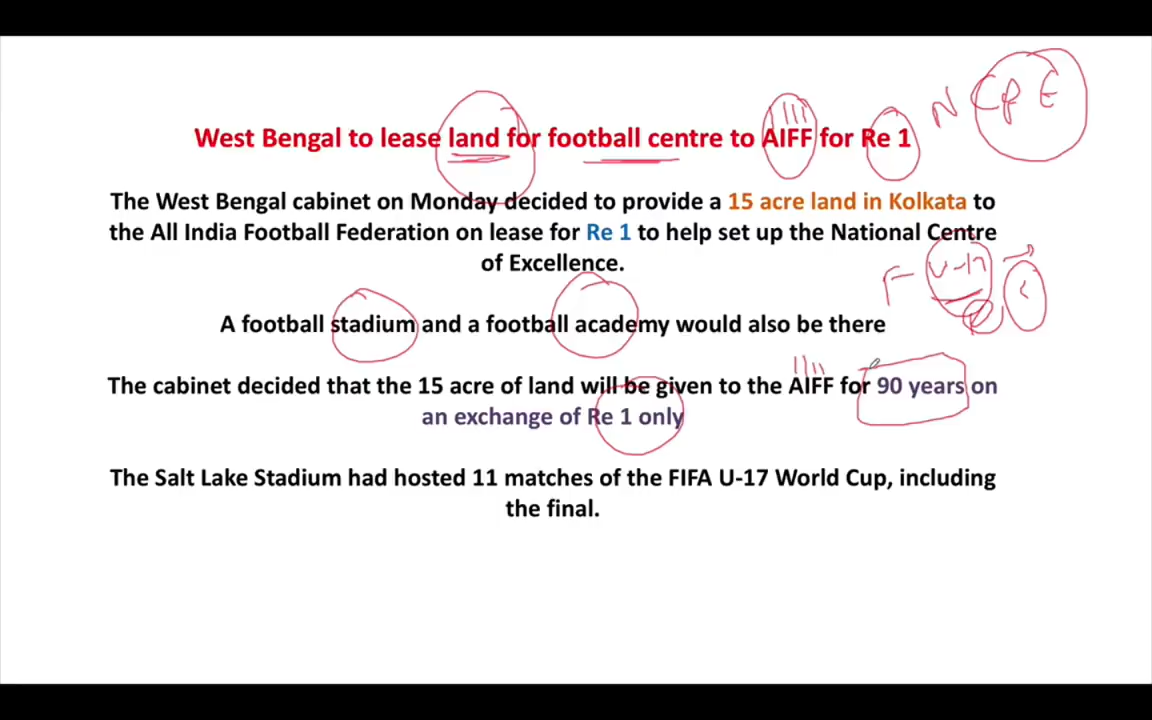 West Bengal to lease land for football centre to AIFF for Re 1
The West Bengal cabinet on Monday decided to provide a 15 acre land in Kolkata to
the All India Football Federation on lease for Re 1 to help set up the National Centre
of Excellence.
F U-17
A football stadium and a football academy would also be there
The cabinet decided that the 15 acre of land will be given to the AIFF for 90 years on
an exchange of Re 1 only
The Salt Lake Stadium had hosted 11 matches of the FIFA U-17 World Cup, including
the final.